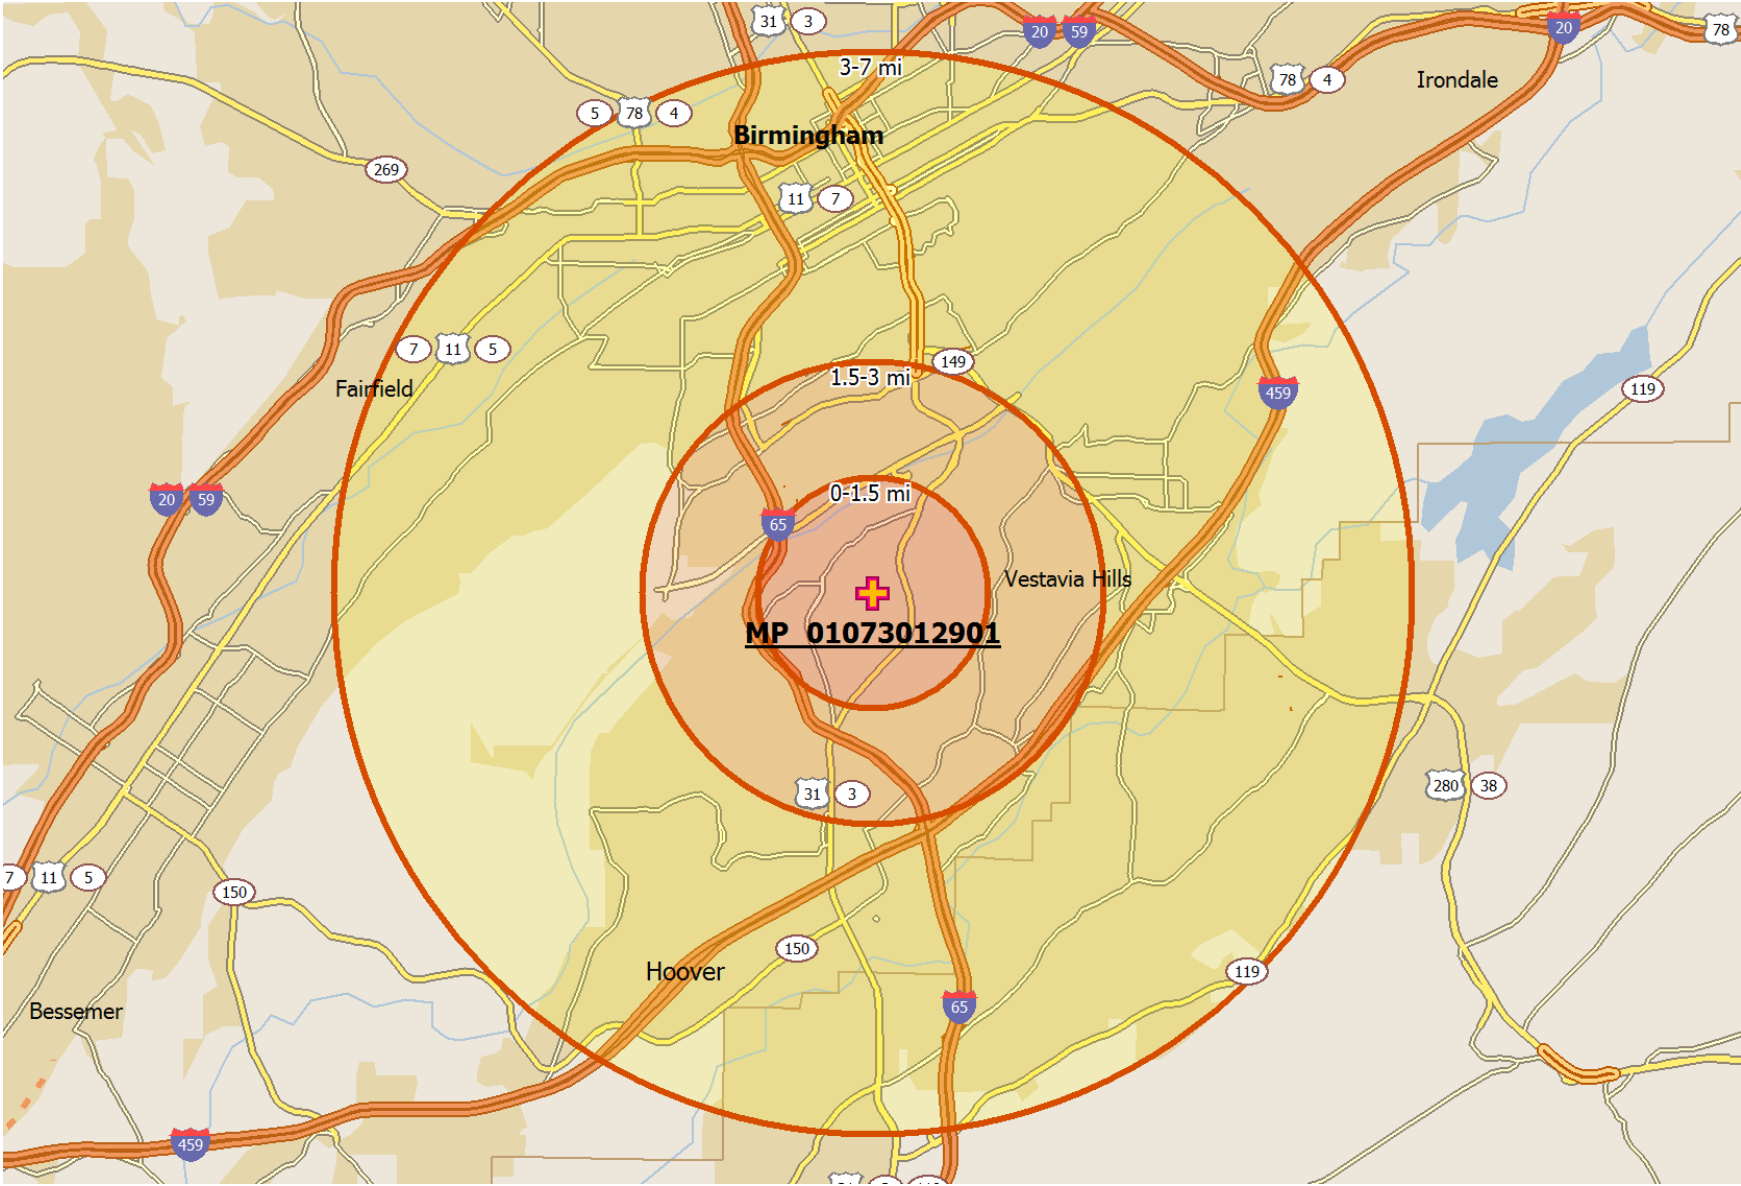 31 3
20 59
20
78
3-7 mi
78 4
Irondale
5 78 4
Birmingham
269
11 7
7 11 5
149
1.5-3 mi
Fairfield
459
119
20 59
0-1.5 mi
65
Vestavia Hills
MP 01073012901
31 3
280 38
7 11 5
150
150
Hoover
119
65
Bessemer
459